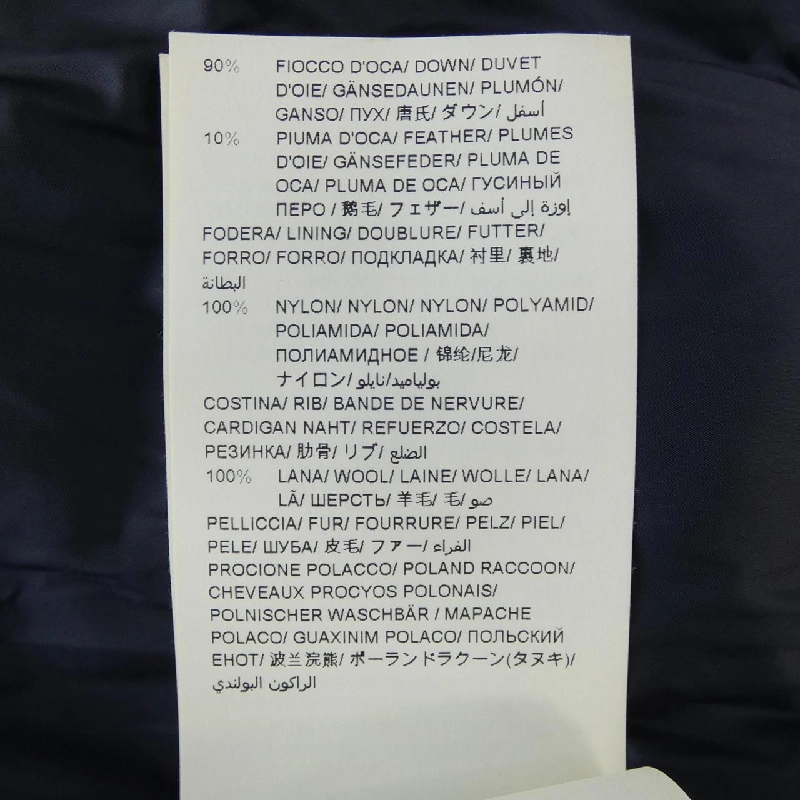 90% FIOCCO D'OCA/ DOWN/ DUVET
D'OIE/ GÄNSEDAUNEN/ PLUMÓN/
GANSO/ ПУХ/ 唐氏/ ダウン/ أسفل
10% PIUMA D'OCA/ FEATHER/ PLUMES
D'OIE/ GÄNSEFEDER/ PLUMA DE
OCA/ PLUMA DE OCA/ ГУСИНЫЙ
ПЕРО / 鹅毛/ フェザー/ إوزة إلى أسف
FODERA/ LINING/ DOUBLURE/ FUTTER/
FORRO/ FORRO/ ПОДКЛАДКА/ 衬里/ 裏地/
البطانة
100% NYLON/ NYLON/ NYLON/ POLYAMID/
POLIAMIDA/ POLIAMIDA/
ПОЛИАМИДНОЕ / 锦纶/尼龙/
ナイロン/ بولياميد/نايلو
COSTINA/ RIB/ BANDE DE NERVURE/
CARDIGAN NAHT/ REFUERZO/ COSTELA/
РЕЗИНКА/ 肋骨/ リブ/ الضلع
100% LANA/ WOOL/ LAINE/ WOLLE/ LANA/
LÃ/ ШЕРСТЬ/ 羊毛/ 毛/ صو
PELLICCIA/ FUR/ FOURRURE/ PELZ/ PIEL/
PELE/ ШУБА/ 皮毛/ ファー/ الفراء
PROCIONE POLACCO/ POLAND RACCOON/
CHEVEAUX PROCYOS POLONAIS/
POLNISCHER WASCHBÄR / MAPACHE
POLACO/ GUAXINIM POLACO/ ПОЛЬСКИЙ
ЕНОТ/ 波兰浣熊/ ポーランドラクーン(タヌキ)/
الراكون البولندي